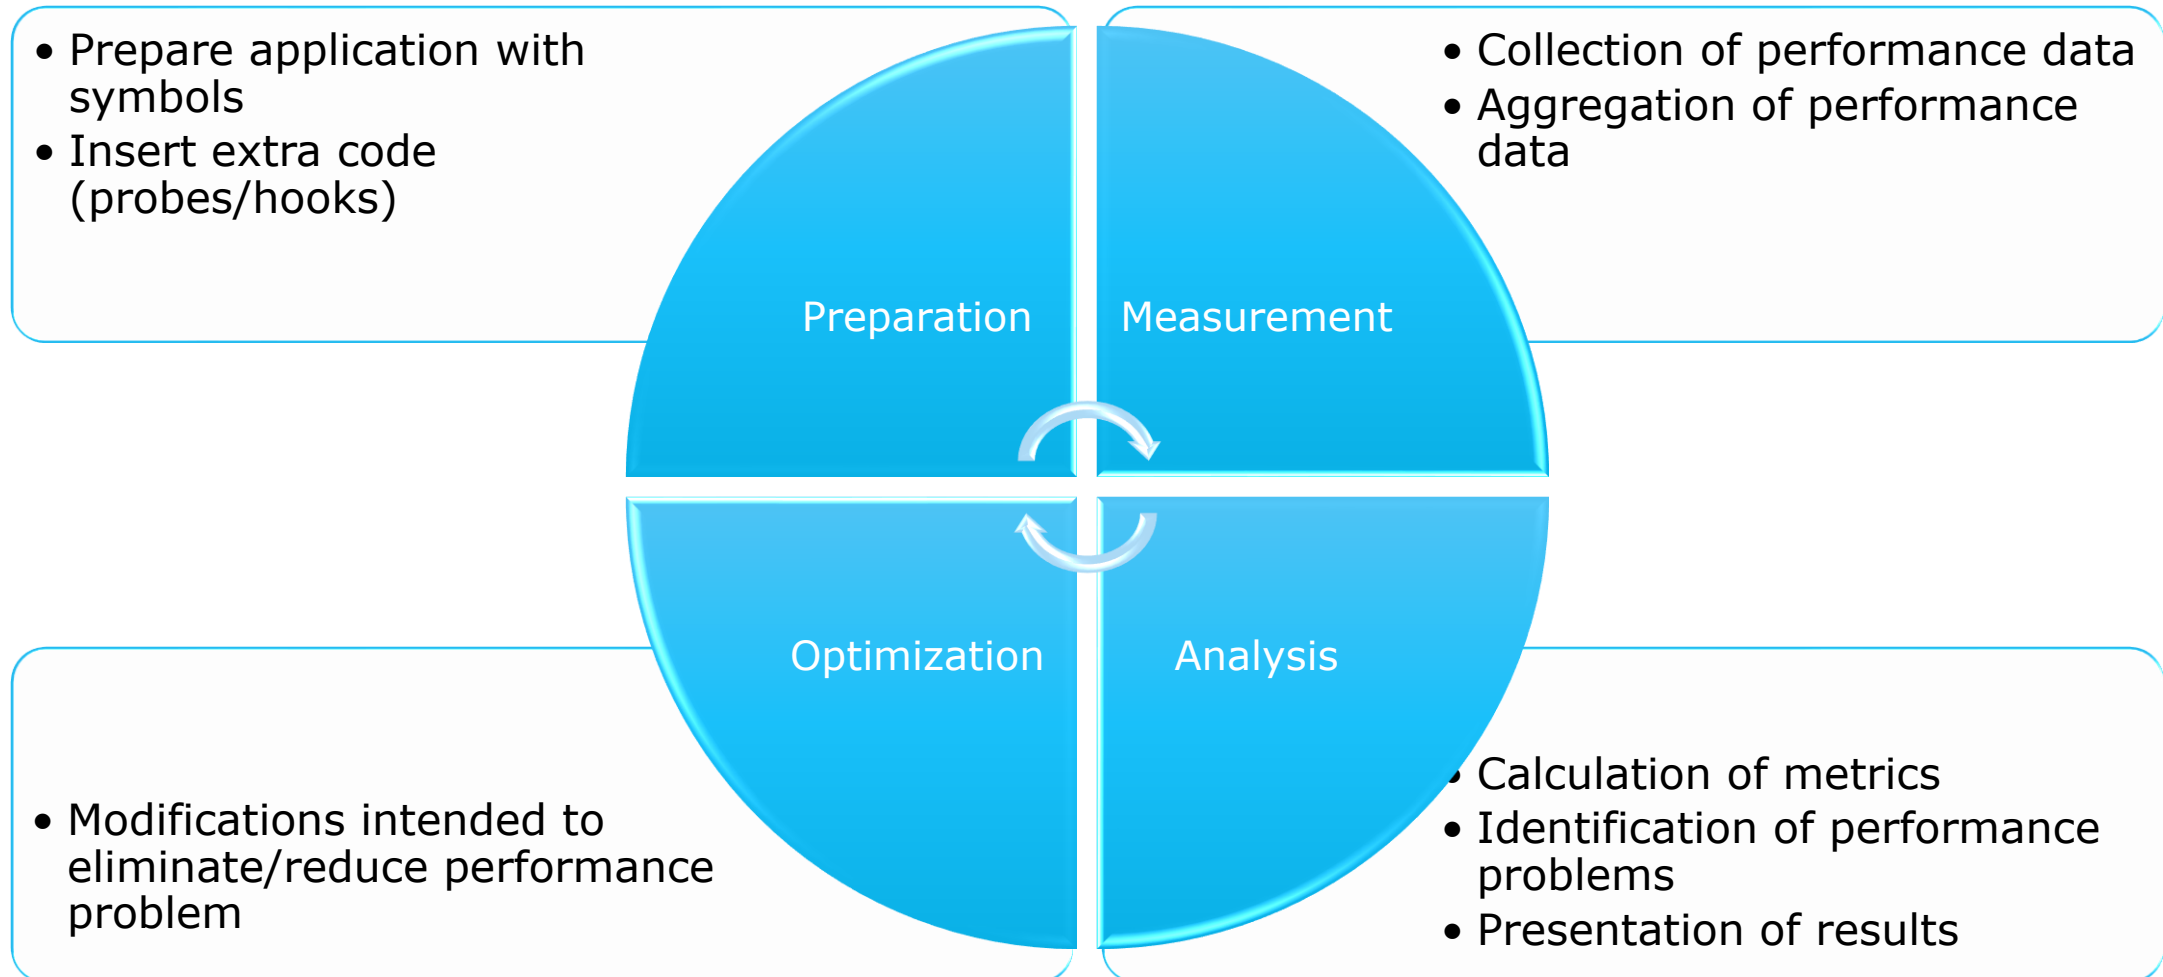 • Prepare application with
symbols
• Insert extra code
(probes/hooks)
• Collection of performance data
• Aggregation of performance
data
Preparation
Measurement
Optimization
Analysis
• Modifications intended to
eliminate/reduce performance
problem
• Calculation of metrics
• Identification of performance
problems
• Presentation of results